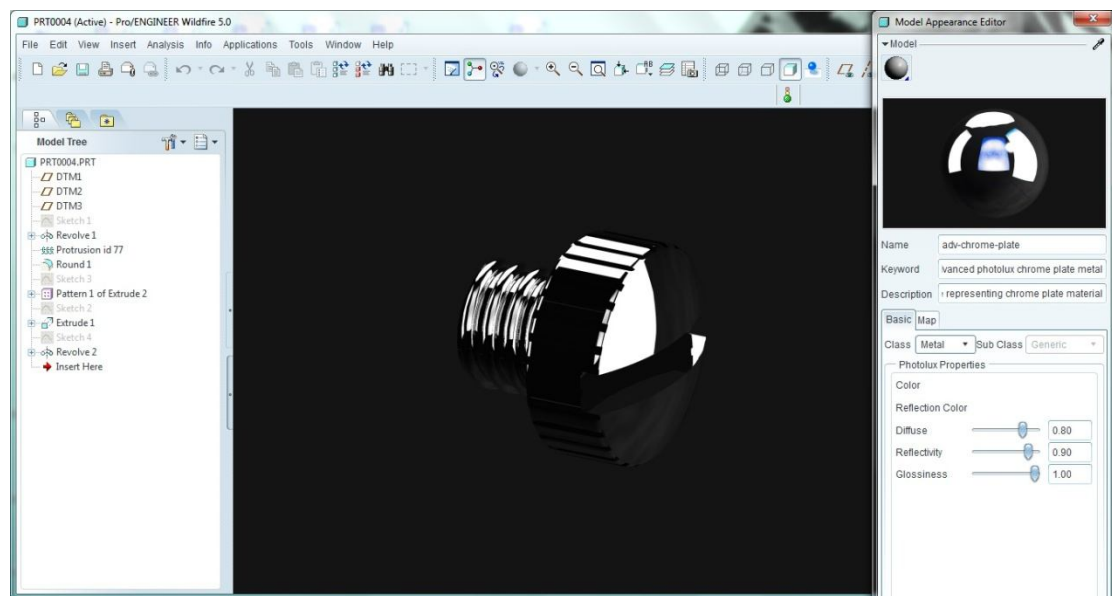 PRT0004 (Active) - Pro/ENGINEER Wildfire 5.0
File Edit View Insert Analysis Info Applications Tools Window Help
Model Tree
PRT0004.PRT
DTM1
DTM2
DTM3
Sketch 1
Revolve 1
Protrusion id 77
Round 1
Sketch 3
Pattern 1 of Extrude 2
Sketch 2
Extrude 1
Sketch 4
Revolve 2
Insert Here
Model Appearance Editor
Model
Name adv-chrome-plate
Keyword vanced photolux chrome plate metal
Description representing chrome plate material
Basic Map
Class Metal Sub Class Generic
Photolux Properties
Color
Reflection Color
Diffuse 0.80
Reflectivity 0.90
Glossiness 1.00